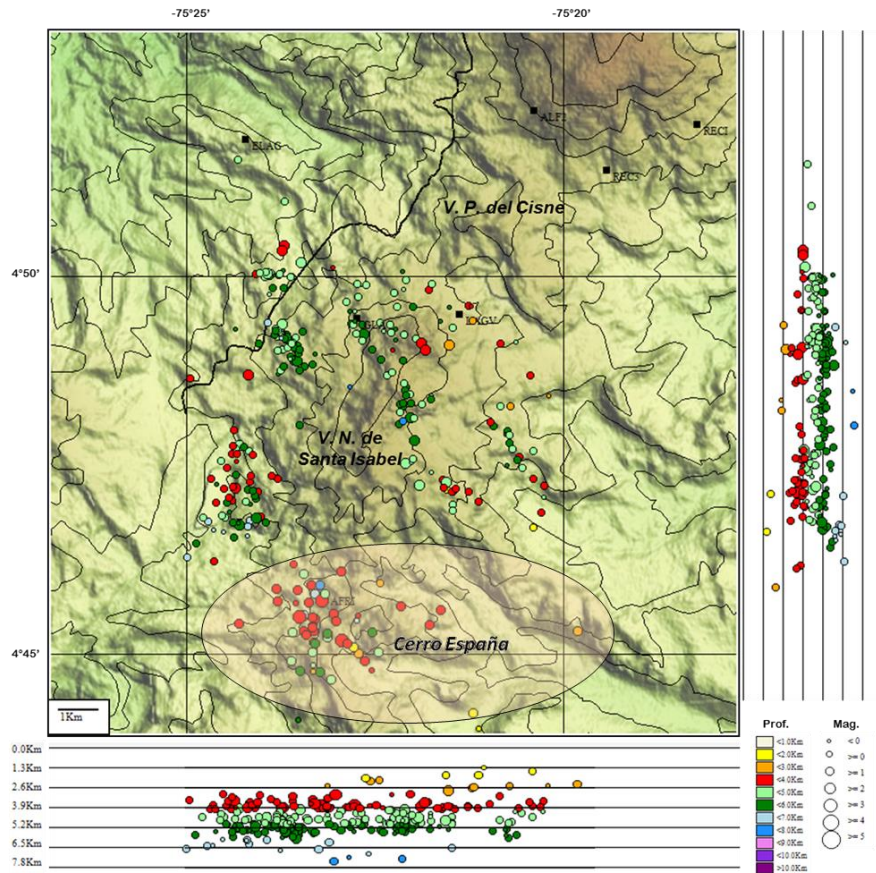 -75°25'
-75°20'
ALF2
RECI
ELAG
REC3
V. P. del Cisne
4°50'
V. N. de
Santa Isabel
Cerro España
4°45'
1Km
0.0Km
1.3Km
2.6Km
3.9Km
5.2Km
6.5Km
7.8Km
Prof.
Mag.
<1.0Km
< 0
<2.0Km
>= 0
<3.0Km
>= 1
<4.0Km
>= 2
<5.0Km
>= 3
<6.0Km
>= 4
<7.0Km
>= 5
<8.0Km
<9.0Km
<10.0Km
>10.0Km